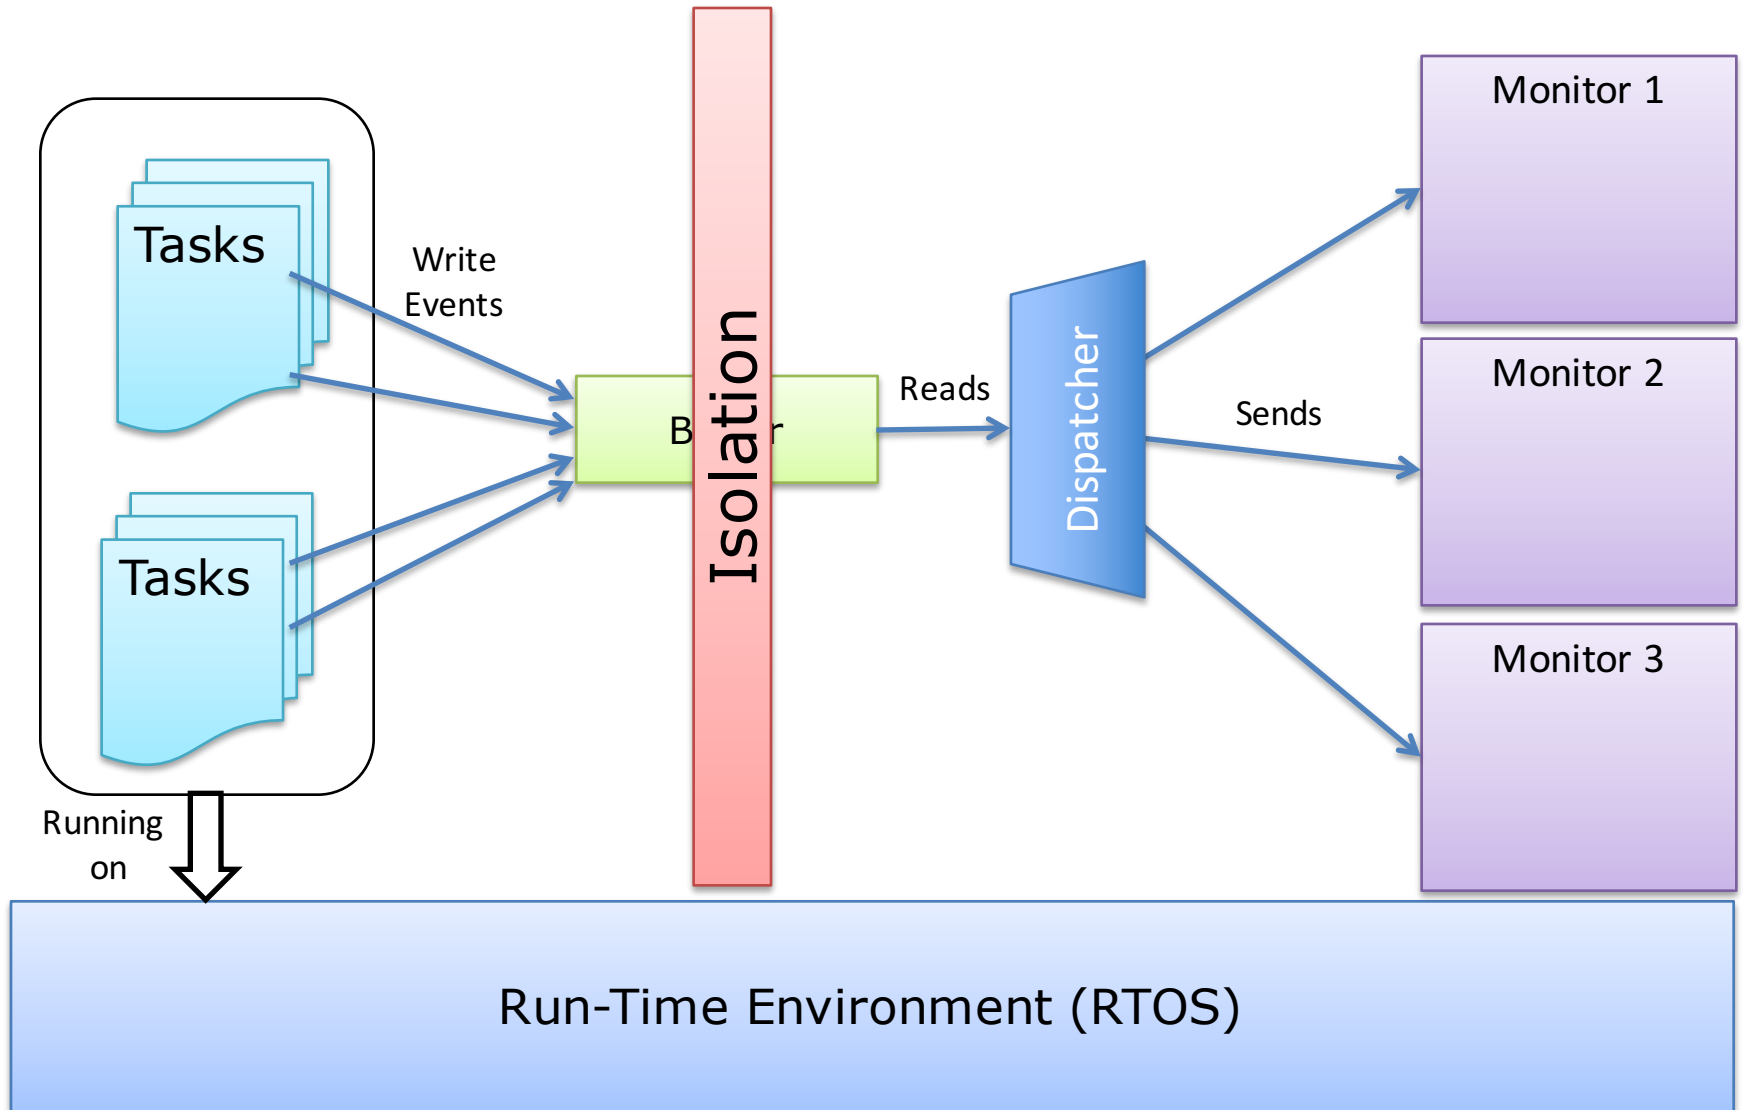 Monitor 1
Tasks
Write
Events
Isolation
Monitor 2
Reads
Sends
Dispatcher
Tasks
Monitor 3
Running
on
Run-Time Environment (RTOS)